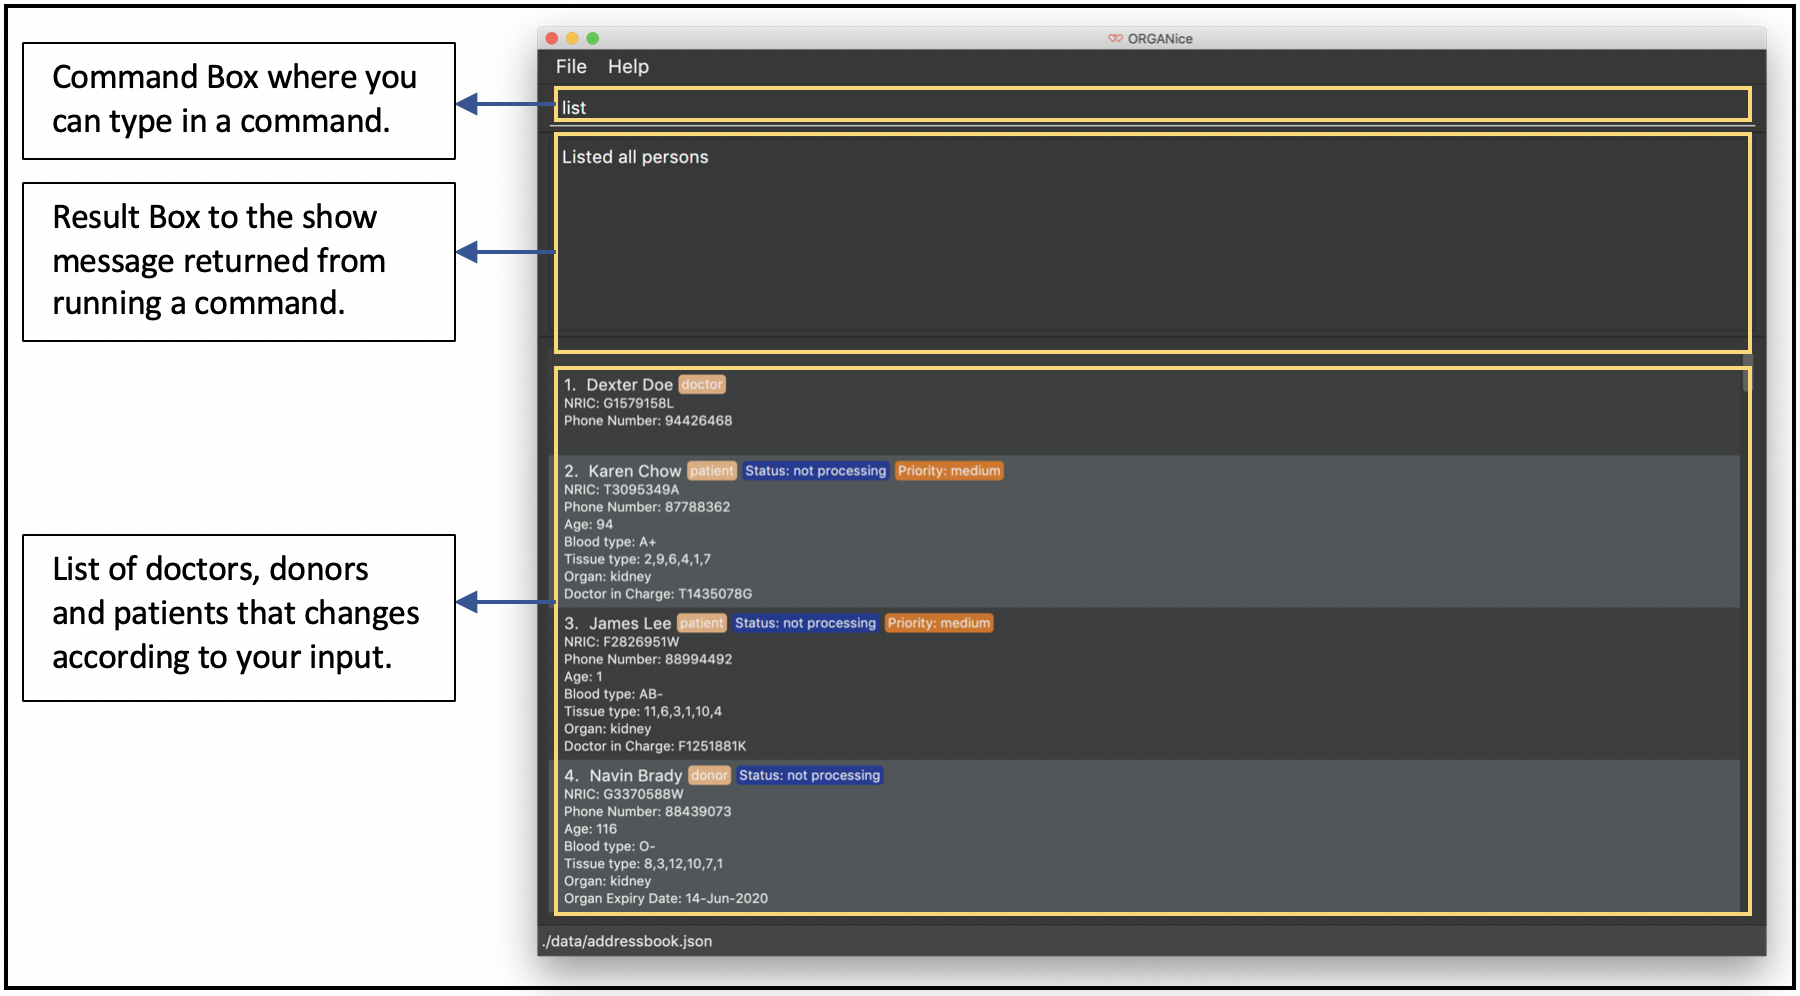 Command Box where you
can type in a command.
Result Box to the show
message returned from
running a command.
List of doctors, donors
and patients that changes
according to your input.
ORGANice
File Help
list
Listed all persons
1. Dexter Doe doctor
NRIC: G1579158L
Phone Number: 94426468
2. Karen Chow patient Status: not processing Priority: medium
NRIC: T3095349A
Phone Number: 87788362
Age: 94
Blood type: A+
Tissue type: 2,9,6,4,1,7
Organ: kidney
Doctor in Charge: T1435078G
3. James Lee patient Status: not processing Priority: medium
NRIC: F2826951W
Phone Number: 88994492
Age: 1
Blood type: AB-
Tissue type: 11,6,3,1,10,4
Organ: kidney
Doctor in Charge: F1251881K
4. Navin Brady donor Status: not processing
NRIC: G3370588W
Phone Number: 88439073
Age: 116
Blood type: O-
Tissue type: 8,3,12,10,7,1
Organ: kidney
Organ Expiry Date: 14-Jun-2020
./data/addressbook.json